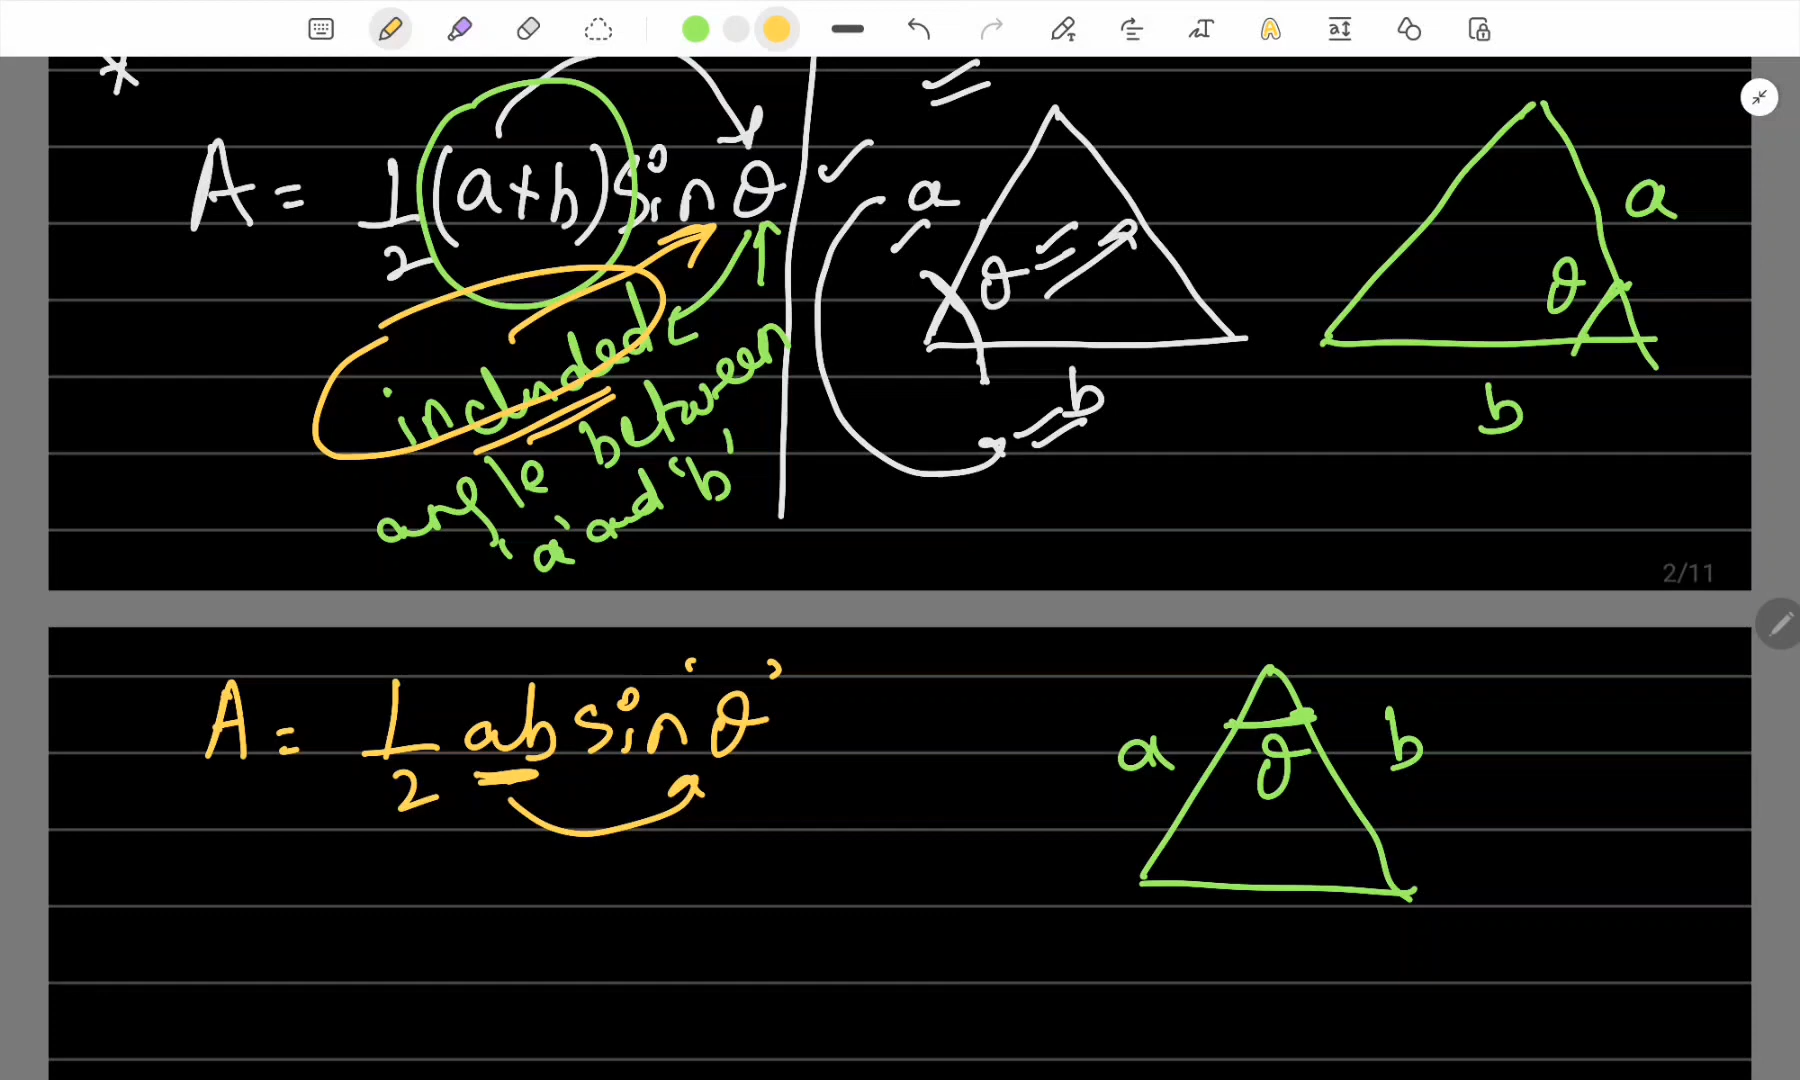 *
A = 1/2 (a+b) sin θ
included
angle between
'a' and 'b'
a
θ
b
a
θ
b
2/11
A = 1/2 ab sin 'θ'
a
θ
b